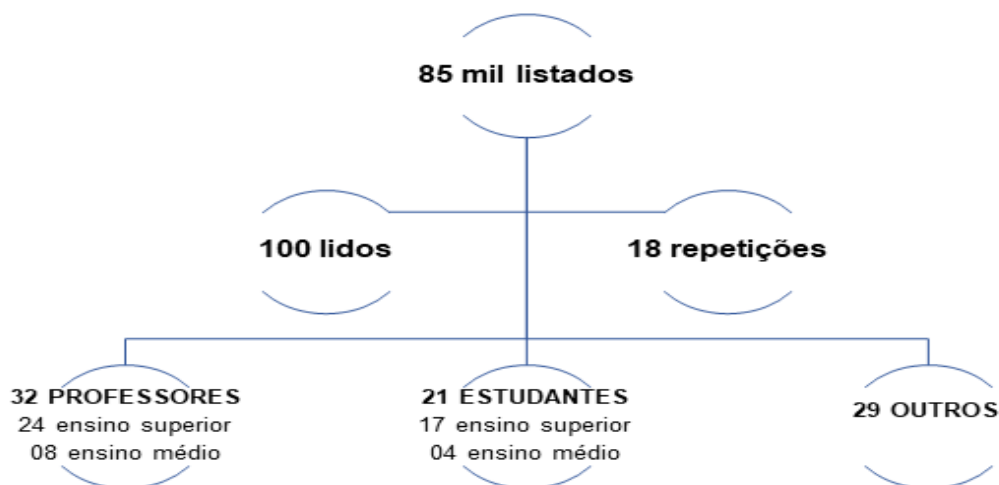 85 mil listados
100 lidos
18 repetições
32 PROFESSORES
24 ensino superior
08 ensino médio
21 ESTUDANTES
17 ensino superior
04 ensino médio
29 OUTROS